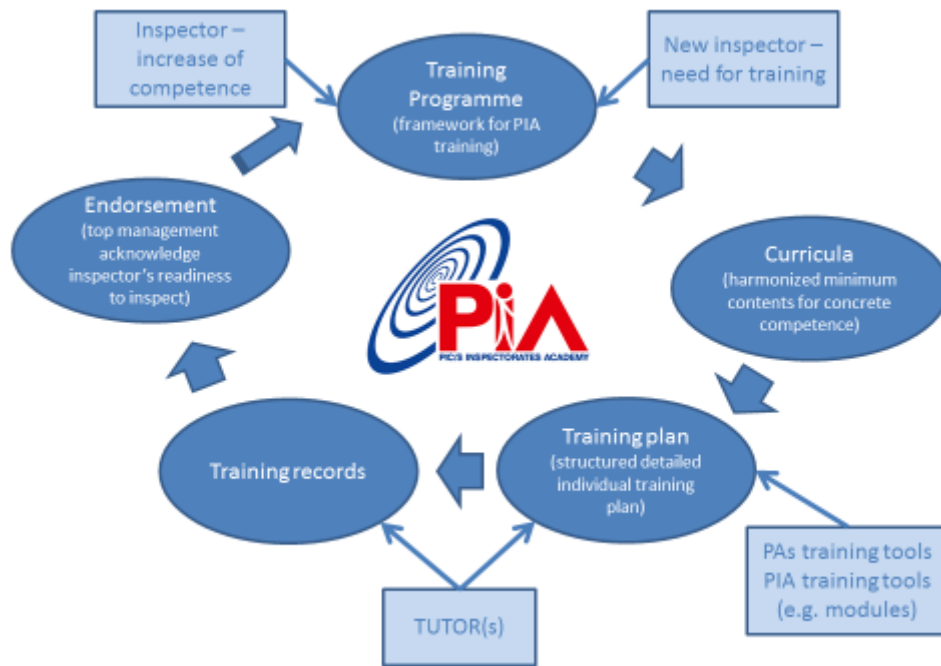 Inspector –
increase of
competence
Training
Programme
(framework for PIA
training)
New inspector –
need for training
Endorsement
(top management
acknowledge
inspector's readiness
to inspect)
Curricula
(harmonized minimum
contents for concrete
competence)
PiA
PIC/S INSPECTORATES ACADEMY
Training records
Training plan
(structured detailed
individual training
plan)
TUTOR(s)
PAs training tools
PIA training tools
(e.g. modules)